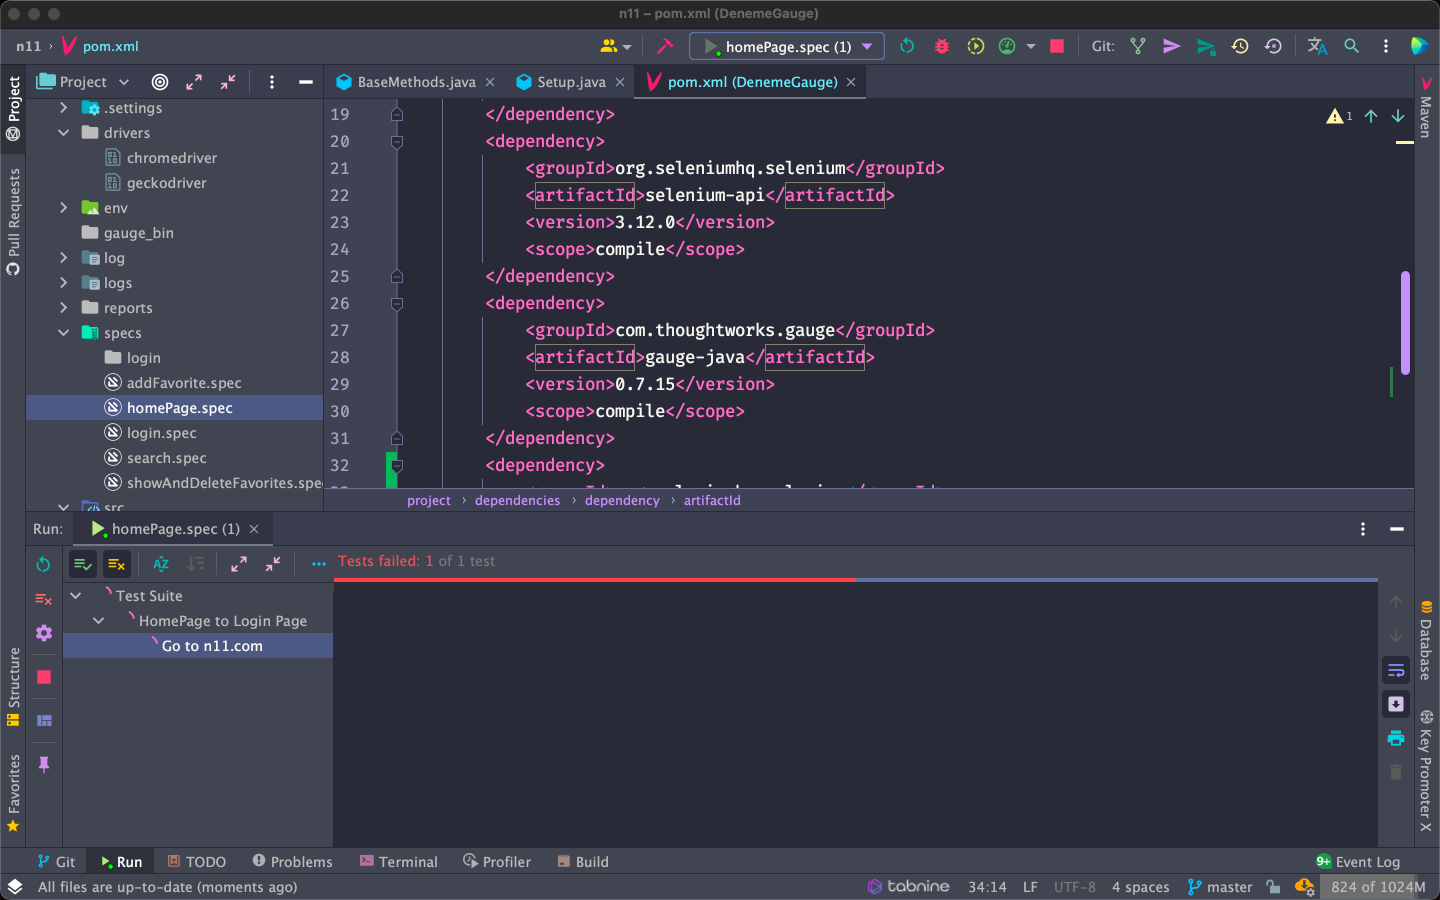 n11 – pom.xml (DenemeGauge)
n11 › pom.xml
homePage.spec (1)
Git:
Project
BaseMethods.java
Setup.java
pom.xml (DenemeGauge)
Project
Pull Requests
Structure
Favorites
Maven
Database
Key Promoter X
.settings
drivers
chromedriver
geckodriver
env
gauge_bin
log
logs
reports
specs
login
addFavorite.spec
homePage.spec
login.spec
search.spec
showAndDeleteFavorites.spe
src
1
19 </dependency>
20 <dependency>
21 <groupId>org.seleniumhq.selenium</groupId>
22 <artifactId>selenium-api</artifactId>
23 <version>3.12.0</version>
24 <scope>compile</scope>
25 </dependency>
26 <dependency>
27 <groupId>com.thoughtworks.gauge</groupId>
28 <artifactId>gauge-java</artifactId>
29 <version>0.7.15</version>
30 <scope>compile</scope>
31 </dependency>
32 <dependency>
project › dependencies › dependency › artifactId
Run: homePage.spec (1)
Tests failed: 1 of 1 test
Test Suite
HomePage to Login Page
Go to n11.com
Git Run TODO Problems Terminal Profiler Build 9+ Event Log
All files are up-to-date (moments ago) tabnine 34:14 LF UTF-8 4 spaces master 824 of 1024M